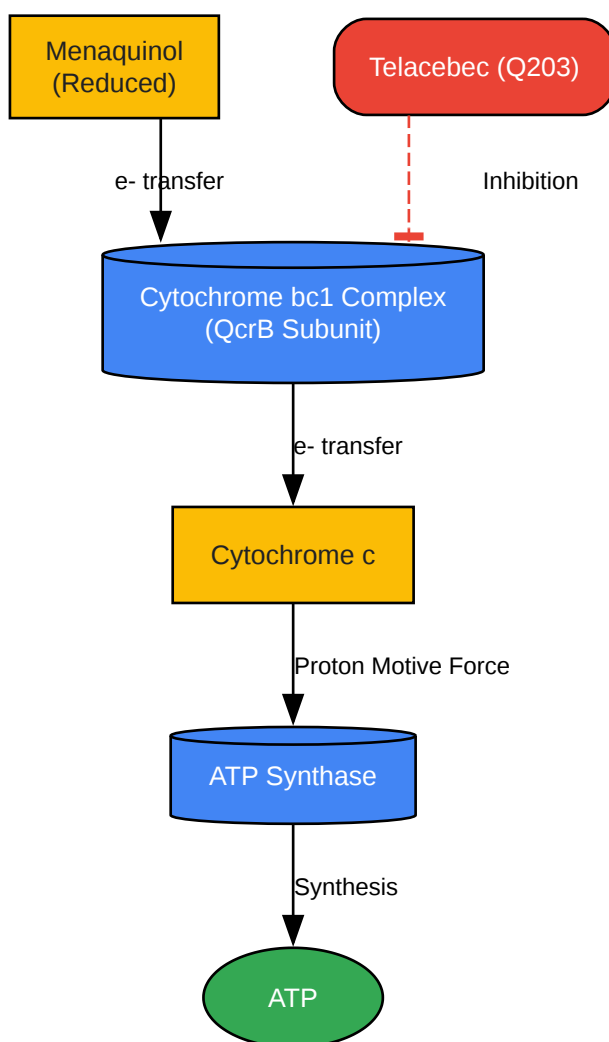 Menaquinol
(Reduced)
Telacebec (Q203)
e- transfer
Inhibition
Cytochrome bc1 Complex
(QcrB Subunit)
e- transfer
Cytochrome c
Proton Motive Force
ATP Synthase
Synthesis
ATP